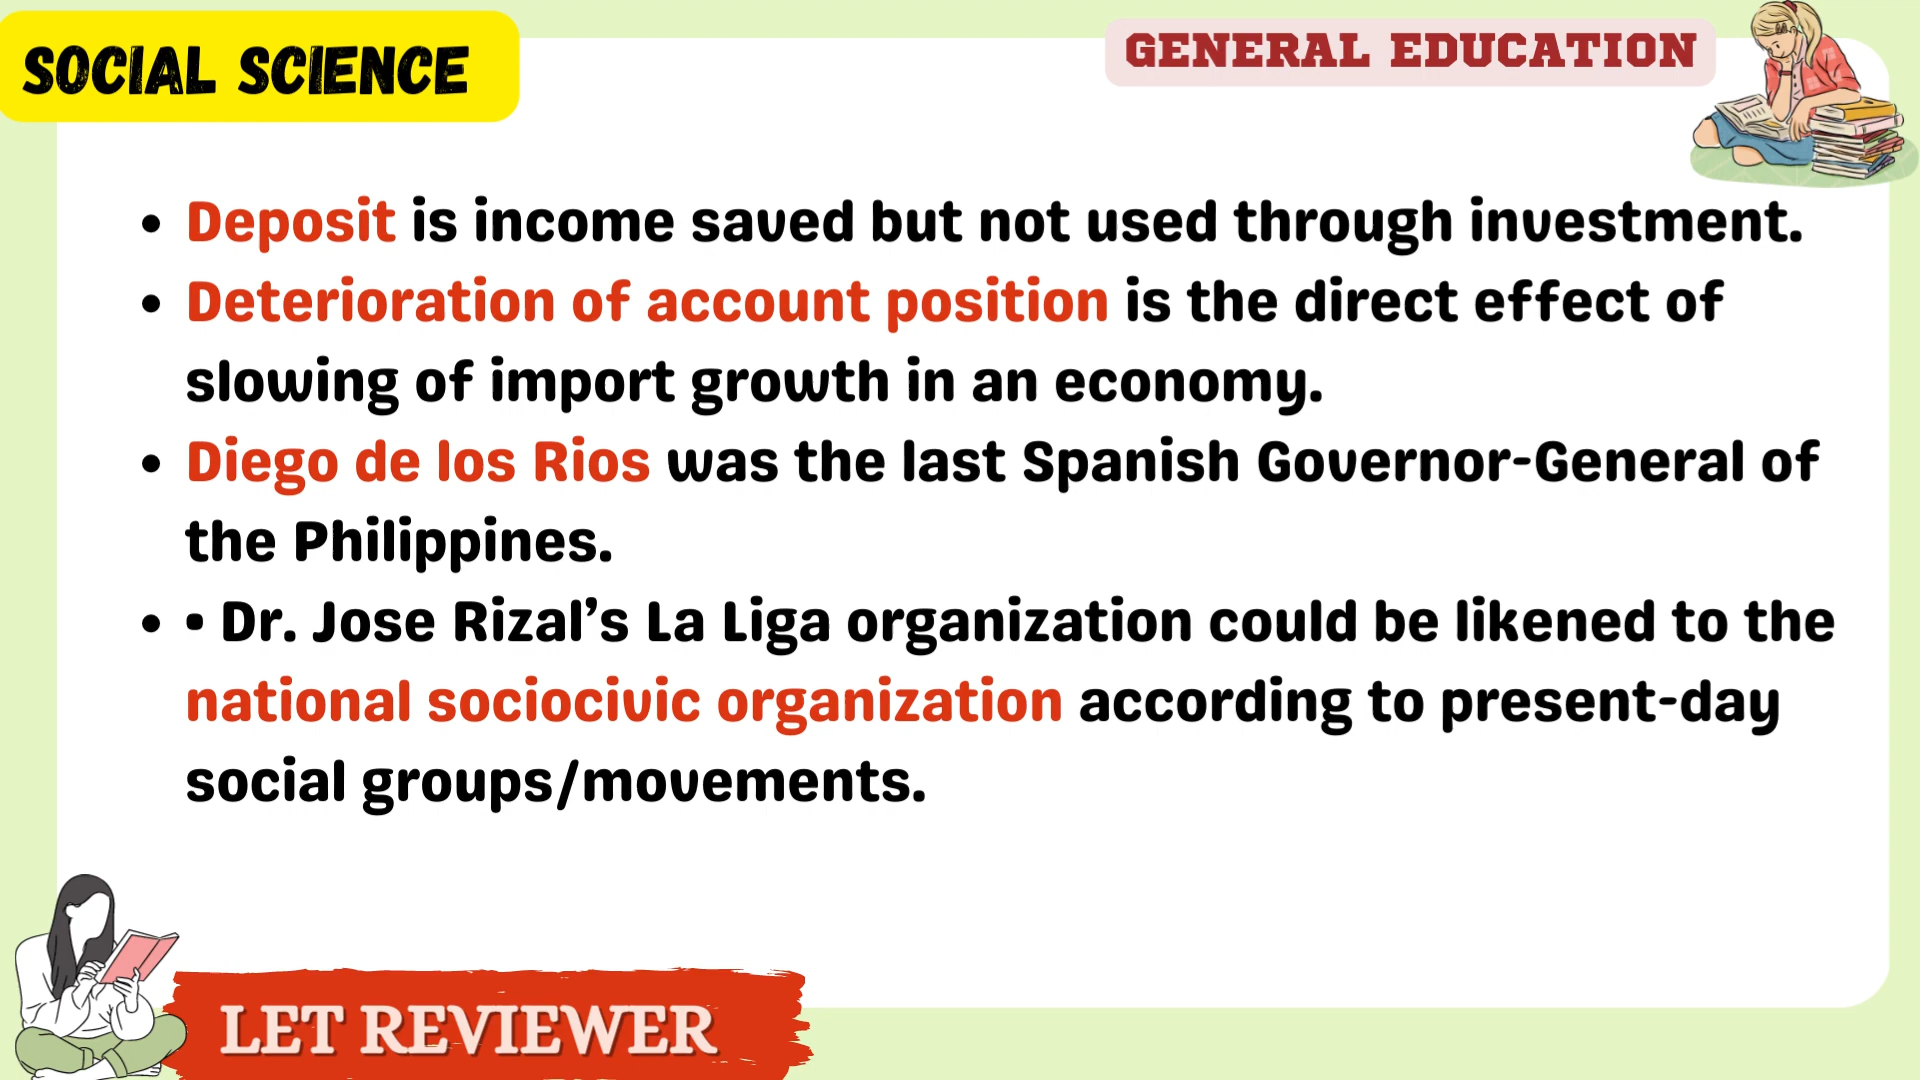 SOCIAL SCIENCE
GENERAL EDUCATION
• Deposit is income saved but not used through investment.
• Deterioration of account position is the direct effect of
slowing of import growth in an economy.
• Diego de los Rios was the last Spanish Governor-General of
the Philippines.
• • Dr. Jose Rizal’s La Liga organization could be likened to the
national sociocivic organization according to present-day
social groups/movements.
LET REVIEWER